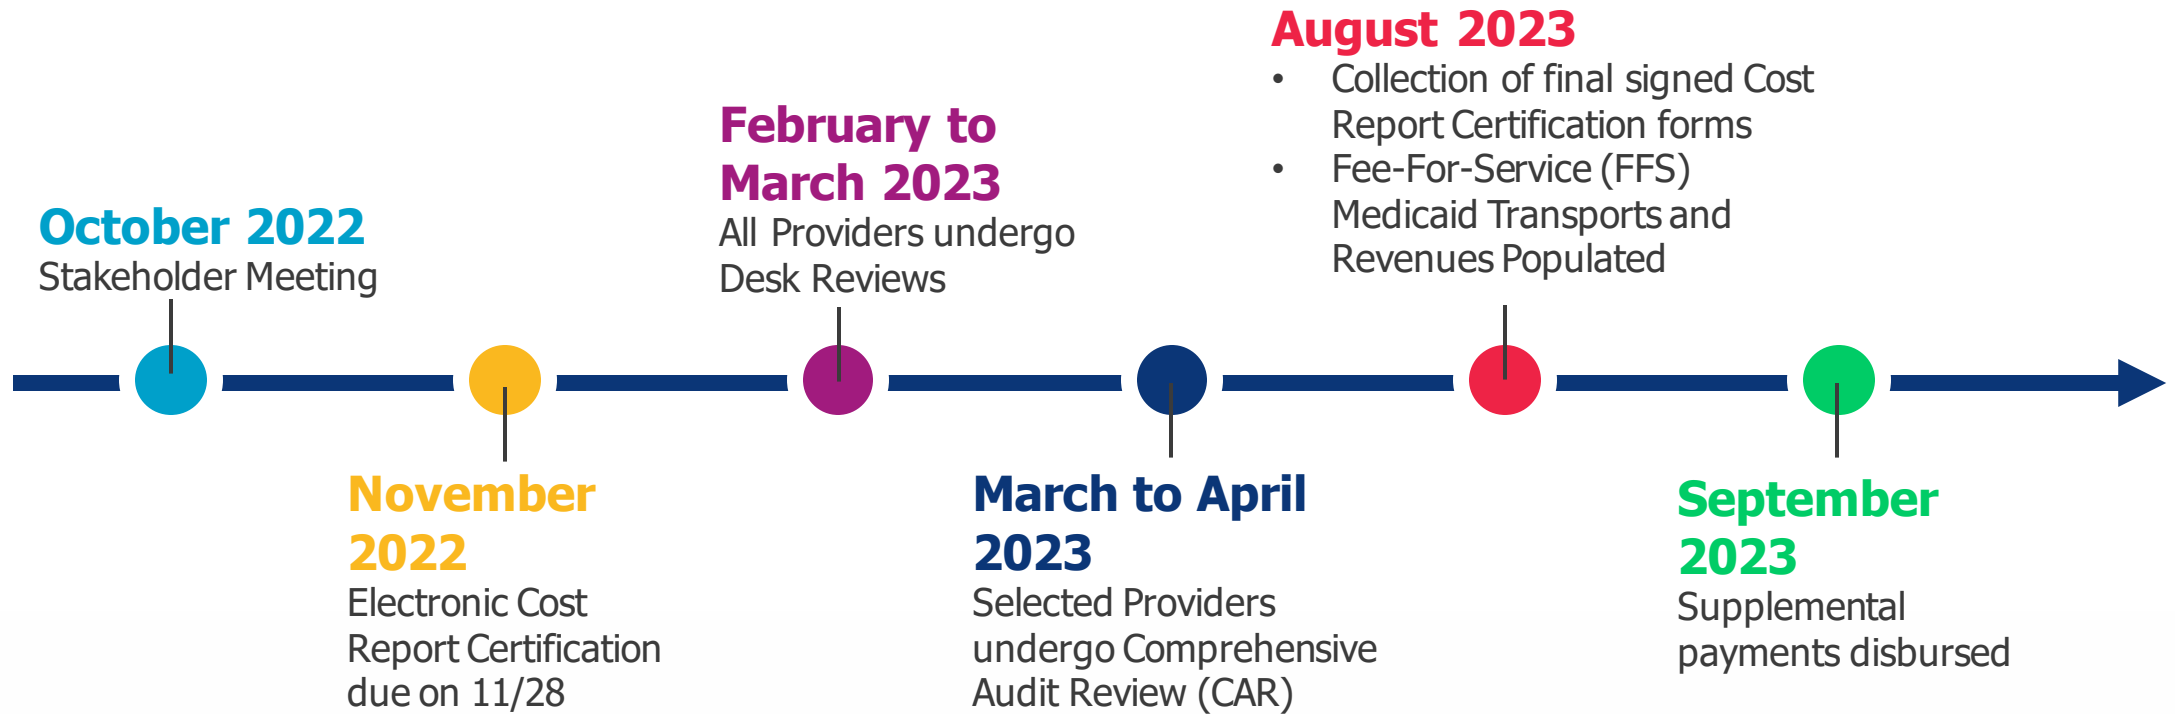 October 2022
Stakeholder Meeting
November
2022
Electronic Cost
Report Certification
due on 11/28
February to
March 2023
All Providers undergo
Desk Reviews
March to April
2023
Selected Providers
undergo Comprehensive
Audit Review (CAR)
August 2023
• Collection of final signed Cost
Report Certification forms
• Fee-For-Service (FFS)
Medicaid Transports and
Revenues Populated
September
2023
Supplemental
payments disbursed